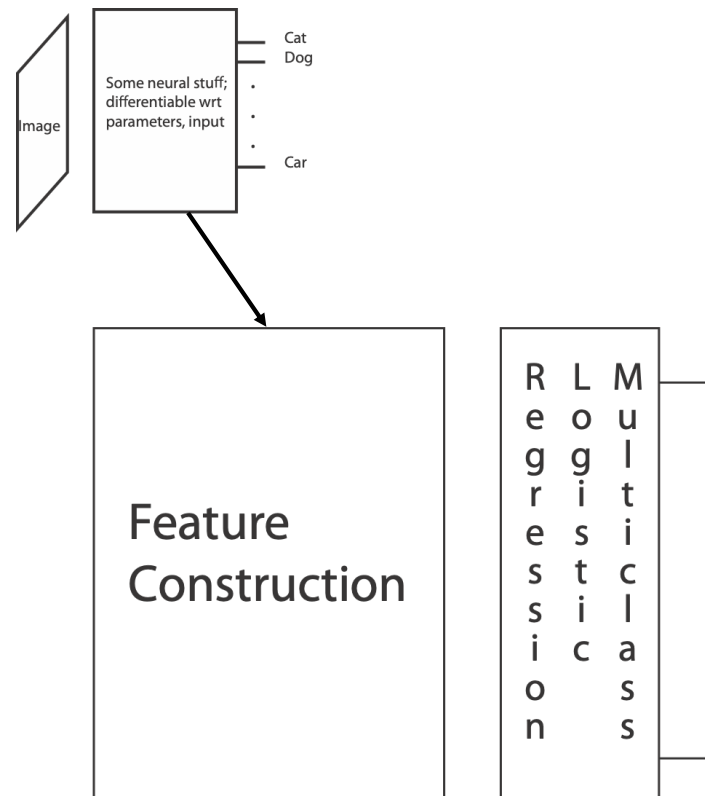 Image
Some neural stuff;
differentiable wrt
parameters, input
Cat
Dog
.
.
.
Car
Feature
Construction
Multiclass
Logistic
Regression